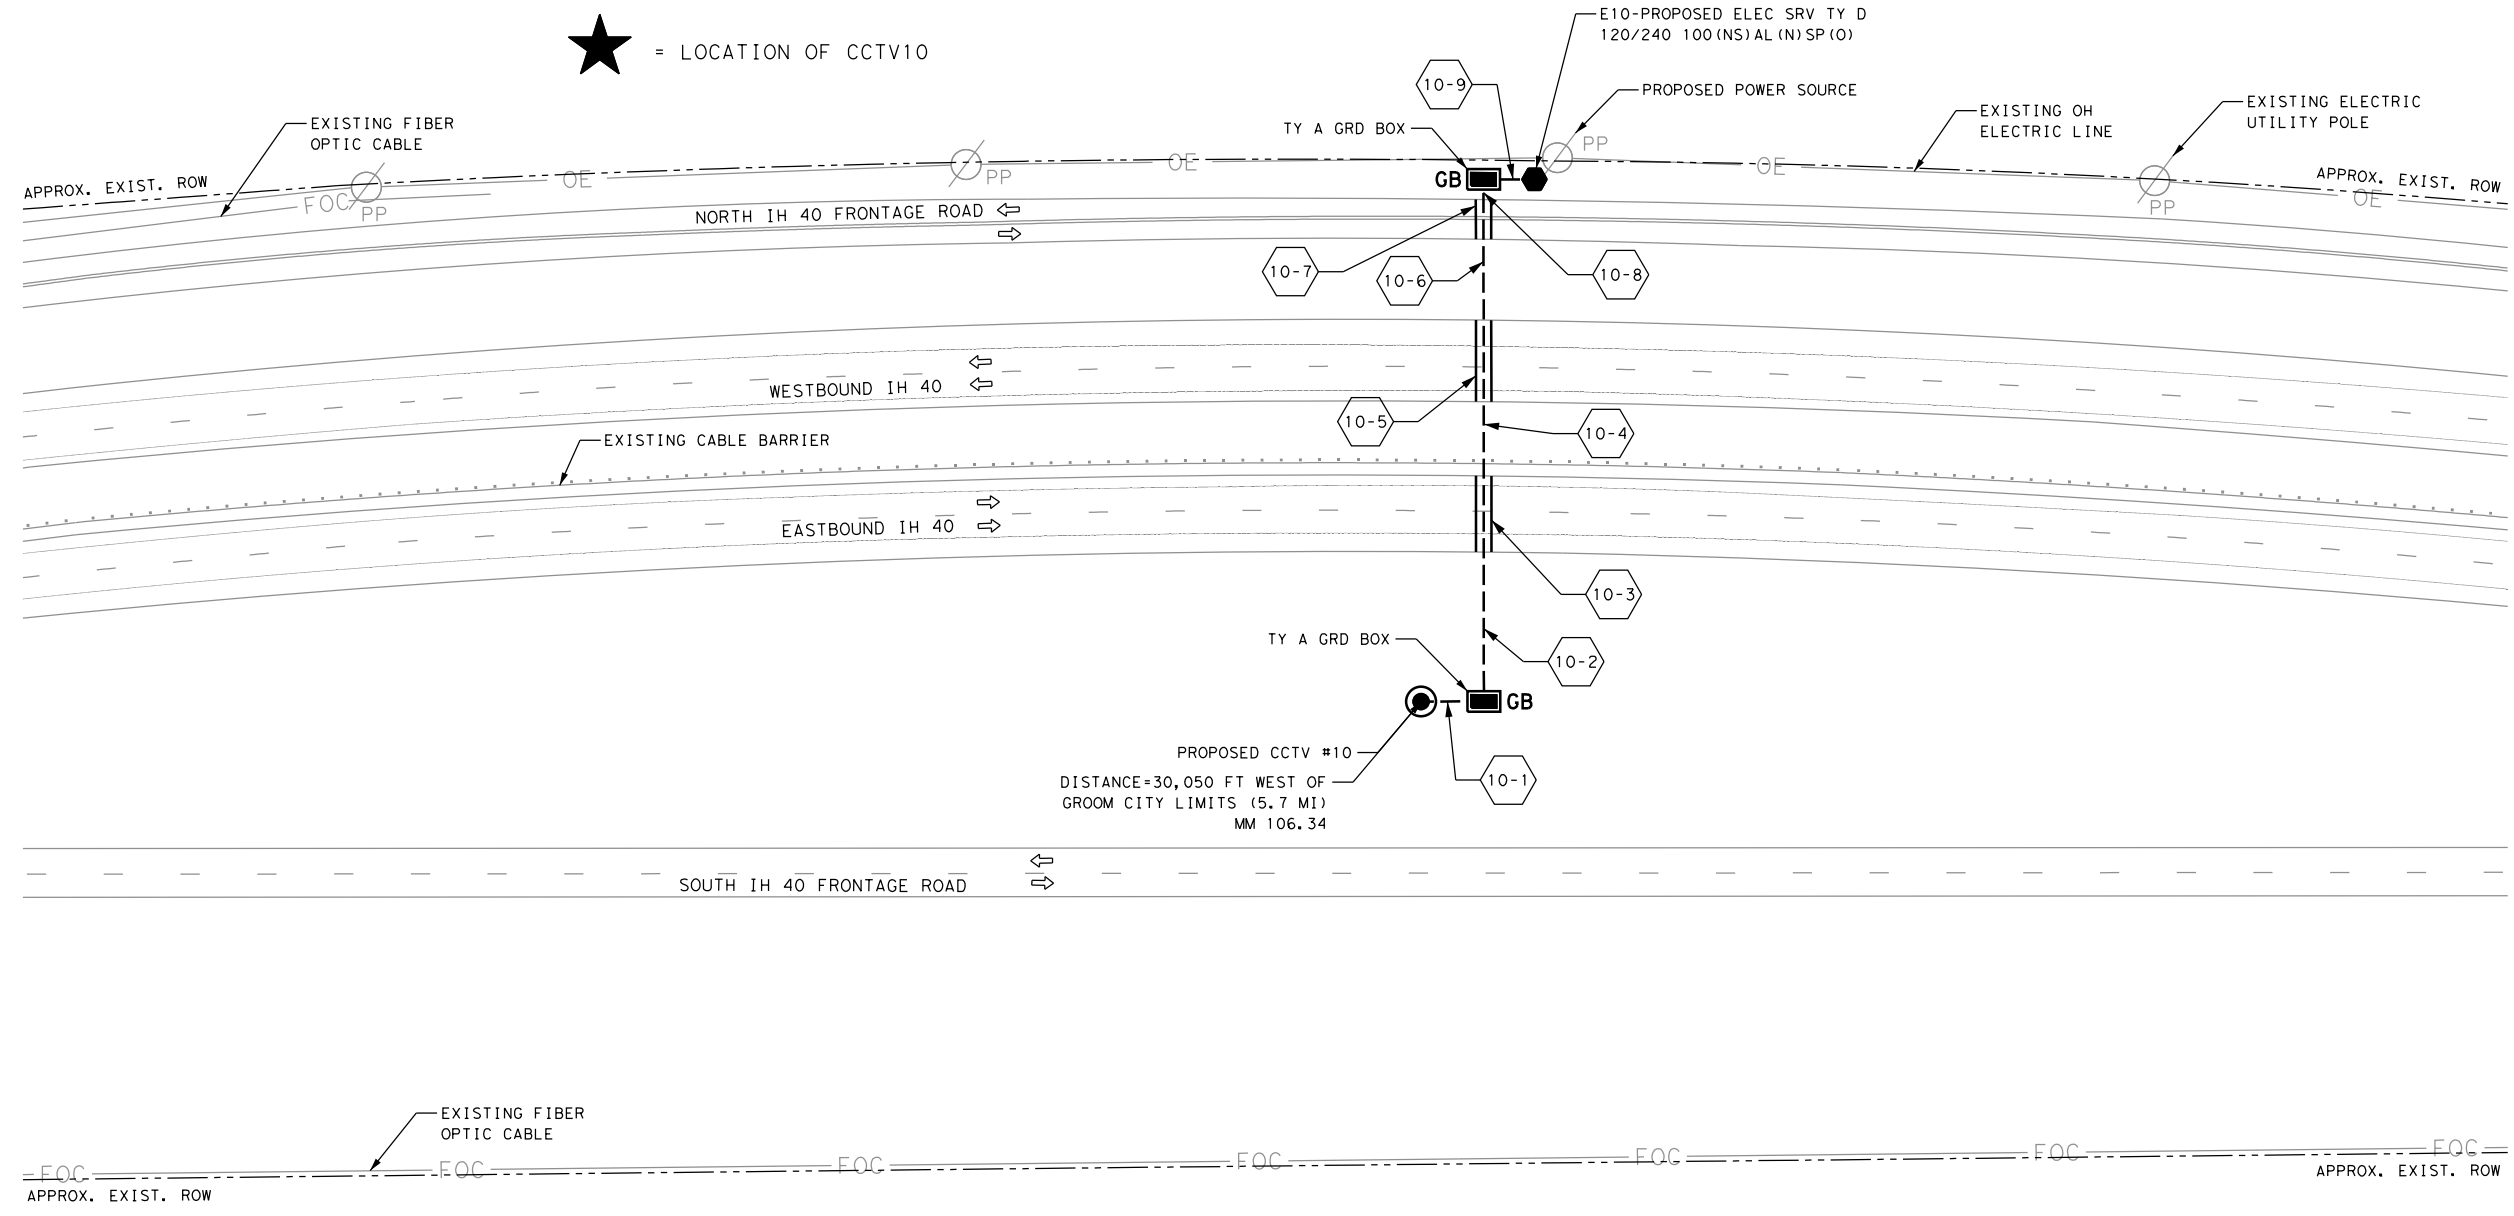 = LOCATION OF CCTV10
E10-PROPOSED ELEC SRV TY D
120/240 100(NS)AL(N)SP(O)
10-9
PROPOSED POWER SOURCE
EXISTING OH
ELECTRIC LINE
EXISTING ELECTRIC
UTILITY POLE
EXISTING FIBER
OPTIC CABLE
TY A GRD BOX
PP
OE
PP
OE
OE
APPROX. EXIST. ROW
FOC
PP
GB
APPROX. EXIST. ROW
OE
PP
NORTH IH 40 FRONTAGE ROAD
10-7
10-6
10-8
WESTBOUND IH 40
10-5
10-4
EXISTING CABLE BARRIER
EASTBOUND IH 40
10-3
TY A GRD BOX
10-2
GB
PROPOSED CCTV #10
DISTANCE=30,050 FT WEST OF
GROOM CITY LIMITS (5.7 MI)
MM 106.34
10-1
SOUTH IH 40 FRONTAGE ROAD
EXISTING FIBER
OPTIC CABLE
FOC
FOC
FOC
FOC
FOC
FOC
FOC
APPROX. EXIST. ROW
APPROX. EXIST. ROW